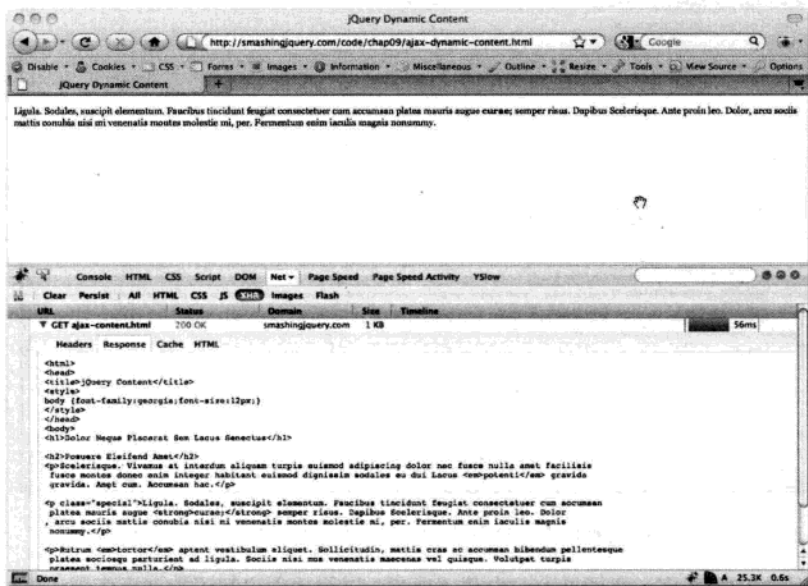 jQuery Dynamic Content
http://smashingjquery.com/code/chap09/ajax-dynamic-content.html
Google
Disable Cookies CSS Forms Images Information Miscellaneous Outline Resize Tools View Source Options
jQuery Dynamic Content
Ligula. Sodales, suscipit elementum. Faucibus tincidunt feugiat consectetuer cum accumsan platea mauris augue curae; semper risus. Dapibus Scelerisque. Ante proin leo. Dolor, arcu sociis
mattis conubia nisi mi venenatis montes molestie mi, per. Fermentum enim iaculis magnis nonummy.
Console HTML CSS Script DOM Net Page Speed Page Speed Activity YSlow
Clear Persist All HTML CSS JS XHR Images Flash
URL Status Domain Size Timeline
GET ajax-content.html 200 OK smashingjquery.com 1 KB 56ms
Headers Response Cache HTML
<html>
<head>
<title>jQuery Content</title>
<style>
body {font-family:georgia;font-size:12px;}
</style>
</head>
<body>
<h1>Dolor Neque Placerat Sem Lacus Senectus</h1>
<h2>Posuere Eleifend Amet</h2>
<p>Scelerisque. Vivamus at interdum aliquam turpis euismod adipiscing dolor nec fusce nulla amet facilisis
fusce montes donec enim integer habitant euismod dignissim sodales eu dui Lacus <em>potenti</em> gravida
gravida. Amet cum. Accumsan hac.</p>
<p class="special">Ligula. Sodales, suscipit elementum. Faucibus tincidunt feugiat consectetuer cum accumsan
platea mauris augue <strong>curae;</strong> semper risus. Dapibus Scelerisque. Ante proin leo. Dolor
, arcu sociis mattis conubia nisi mi venenatis montes molestie mi, per. Fermentum enim iaculis magnis
nonummy.</p>
<p>Rutrum <em>tortor</em> aptent vestibulum aliquet. Sollicitudin, mattis cras ac accumsan bibendum pellentesque
platea sociosqu parturient ad ligula. Sociis nisi mus venenatis maecenas vel quisque. Volutpat turpis
praesent tempus nulla.</p>
Done
A 25.3K 0.6s